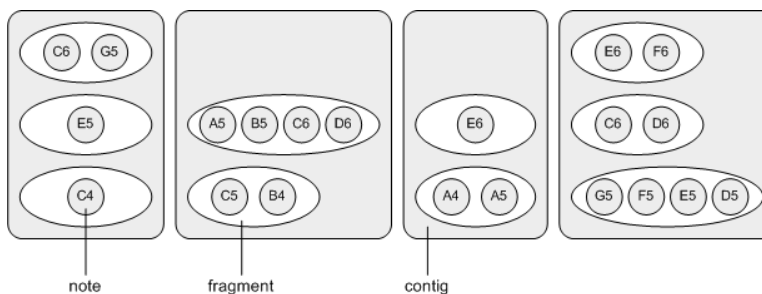 C6 G5 E6 F6
E5 A5 B5 C6 D6 E6 C6 D6
C4 C5 B4 A4 A5 G5 F5 E5 D5
note fragment contig